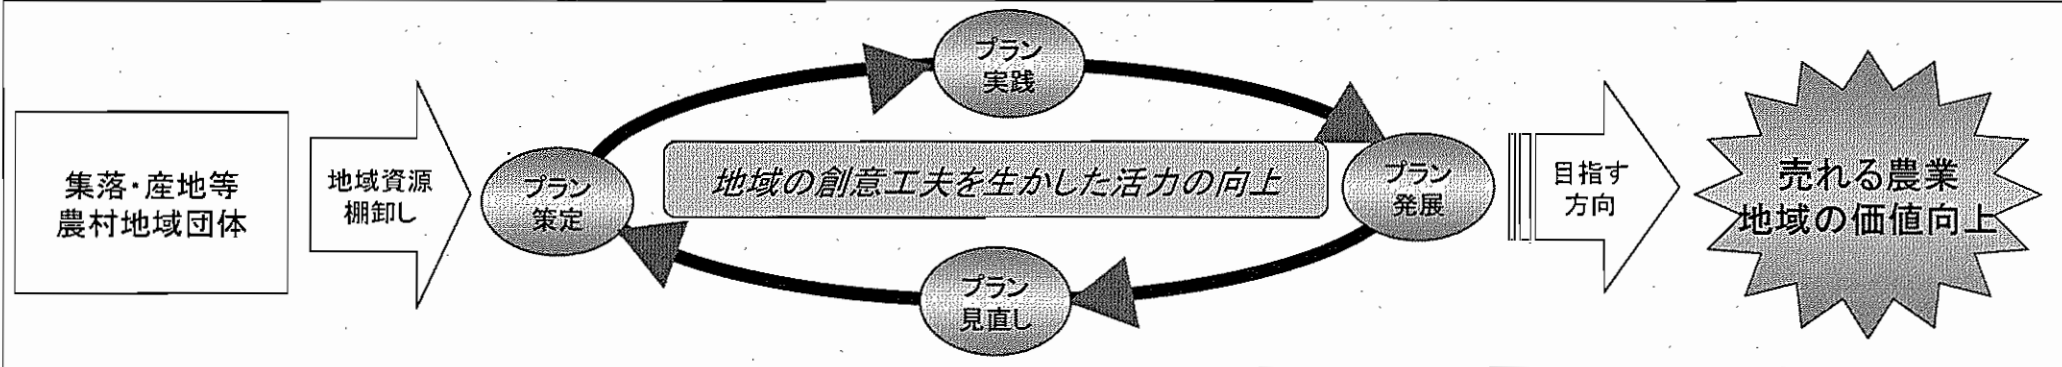 集落・産地等
農村地域団体
地域資源
棚卸し
プラン
策定
プラン
実践
地域の創意工夫を生かした活力の向上
プラン
発展
プラン
見直し
目指す
方向
売れる農業
地域の価値向上